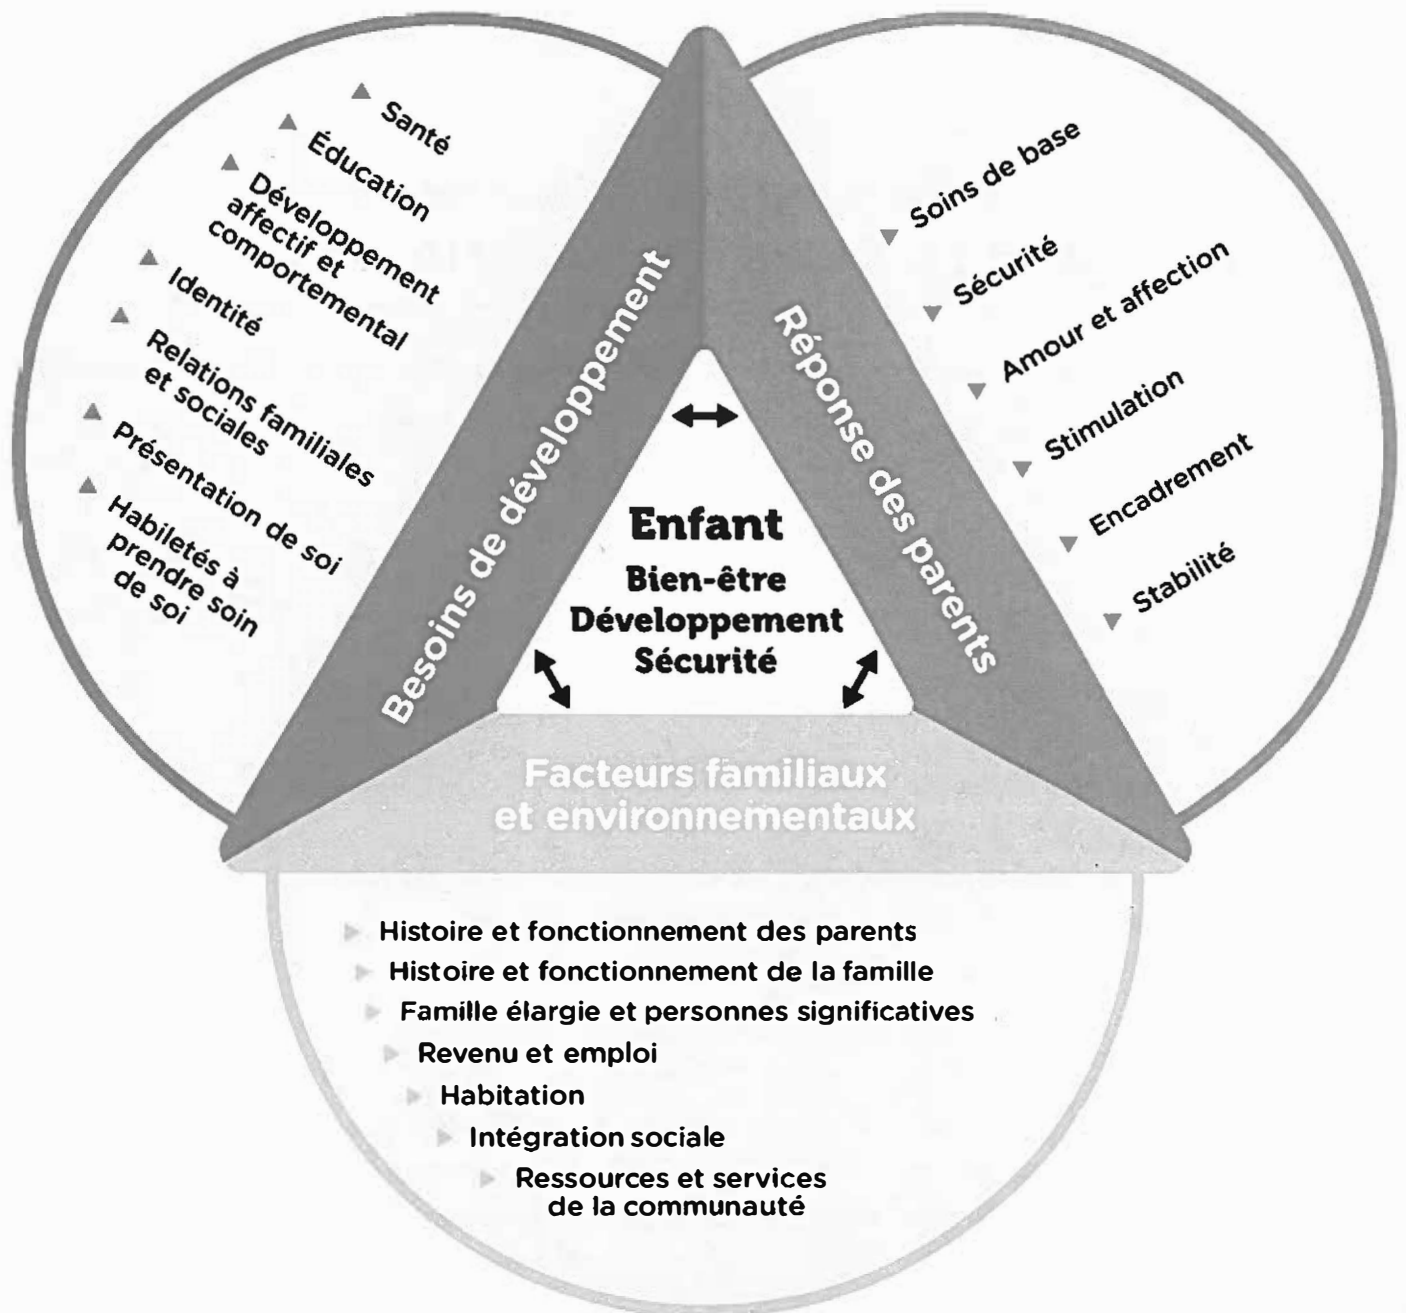 Santé
Éducation
Développement
affectif et
comportemental
Identité
Relations familiales
et sociales
Présentation de soi
Habiletés à
prendre soin
de soi
Besoins de développement
Réponse des parents
Soins de base
Sécurité
Amour et affection
Stimulation
Encadrement
Stabilité
Enfant
Bien-être
Développement
Sécurité
Facteurs familiaux
et environnementaux
Histoire et fonctionnement des parents
Histoire et fonctionnement de la famille
Famille élargie et personnes significatives
Revenu et emploi
Habitation
Intégration sociale
Ressources et services
de la communauté